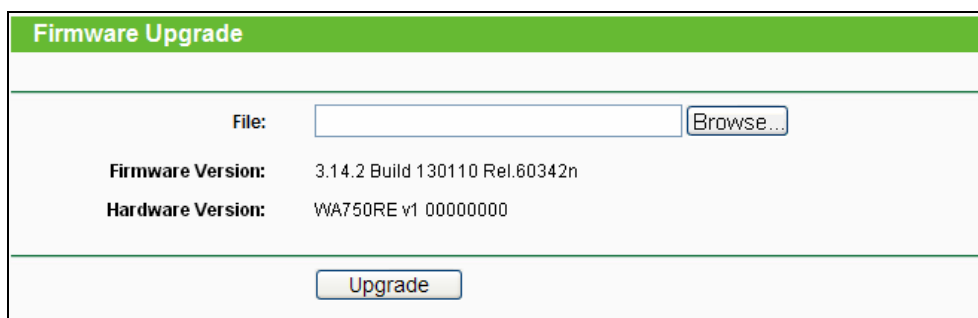 Firmware Upgrade
File: Browse...
Firmware Version: 3.14.2 Build 130110 Rel.60342n
Hardware Version: WA750RE v1 00000000
Upgrade